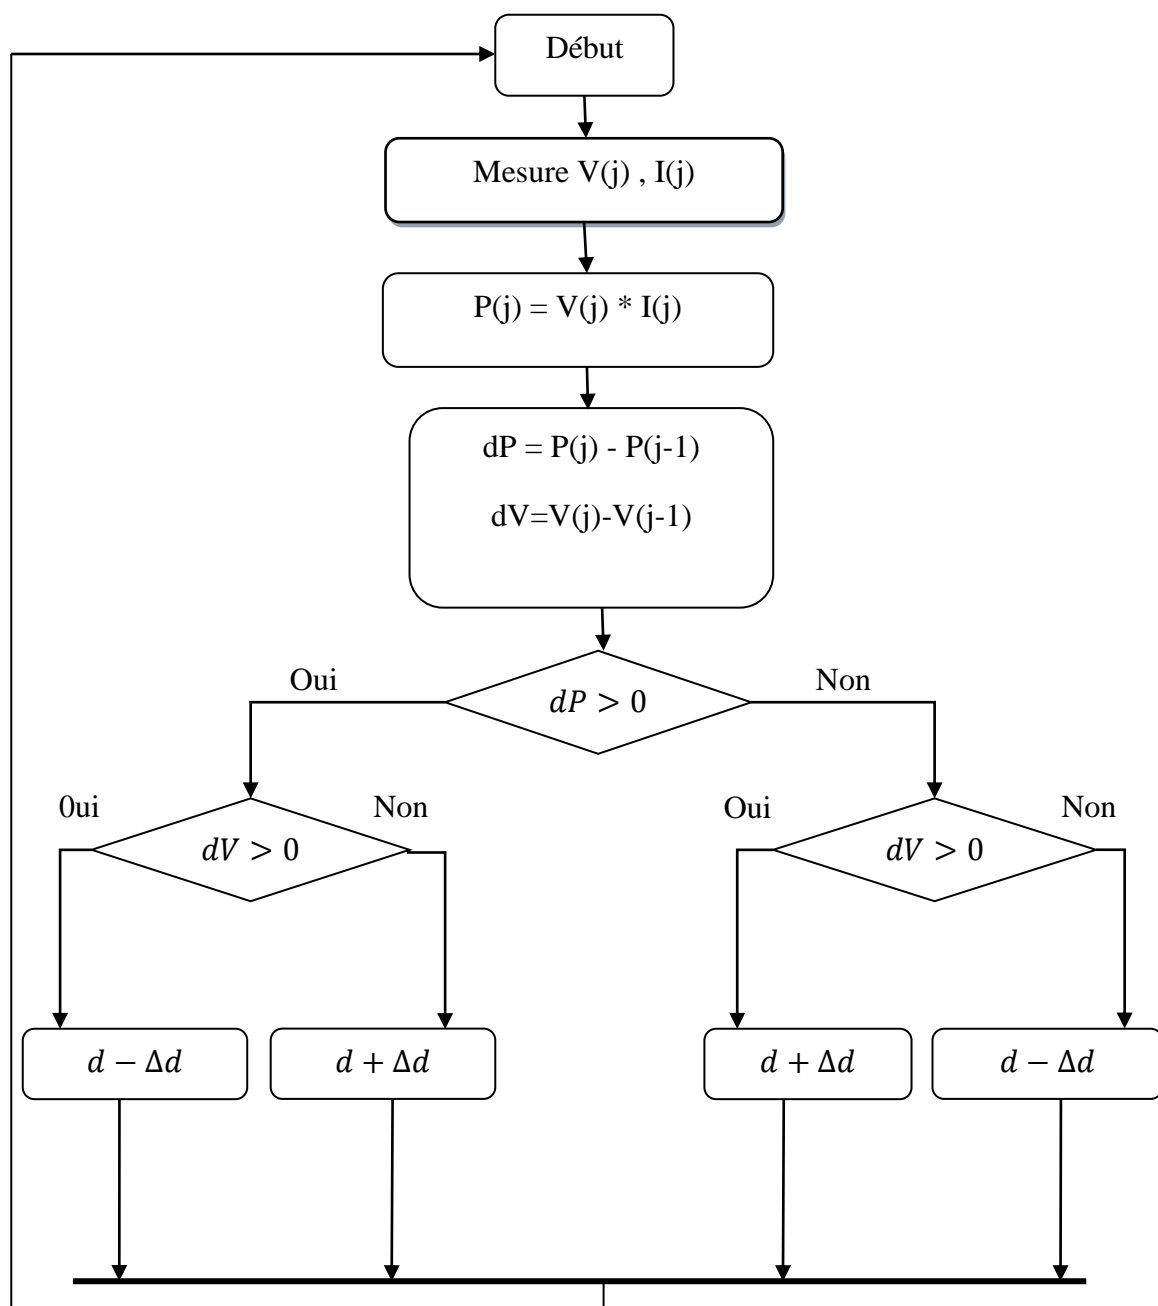 Début
Mesure V(j) , I(j)
P(j) = V(j) * I(j)
dP = P(j) - P(j-1)
dV=V(j)-V(j-1)
Oui
Non
dP > 0
0ui
Non
Oui
Non
dV > 0
dV > 0
d − Δd
d + Δd
d + Δd
d − Δd